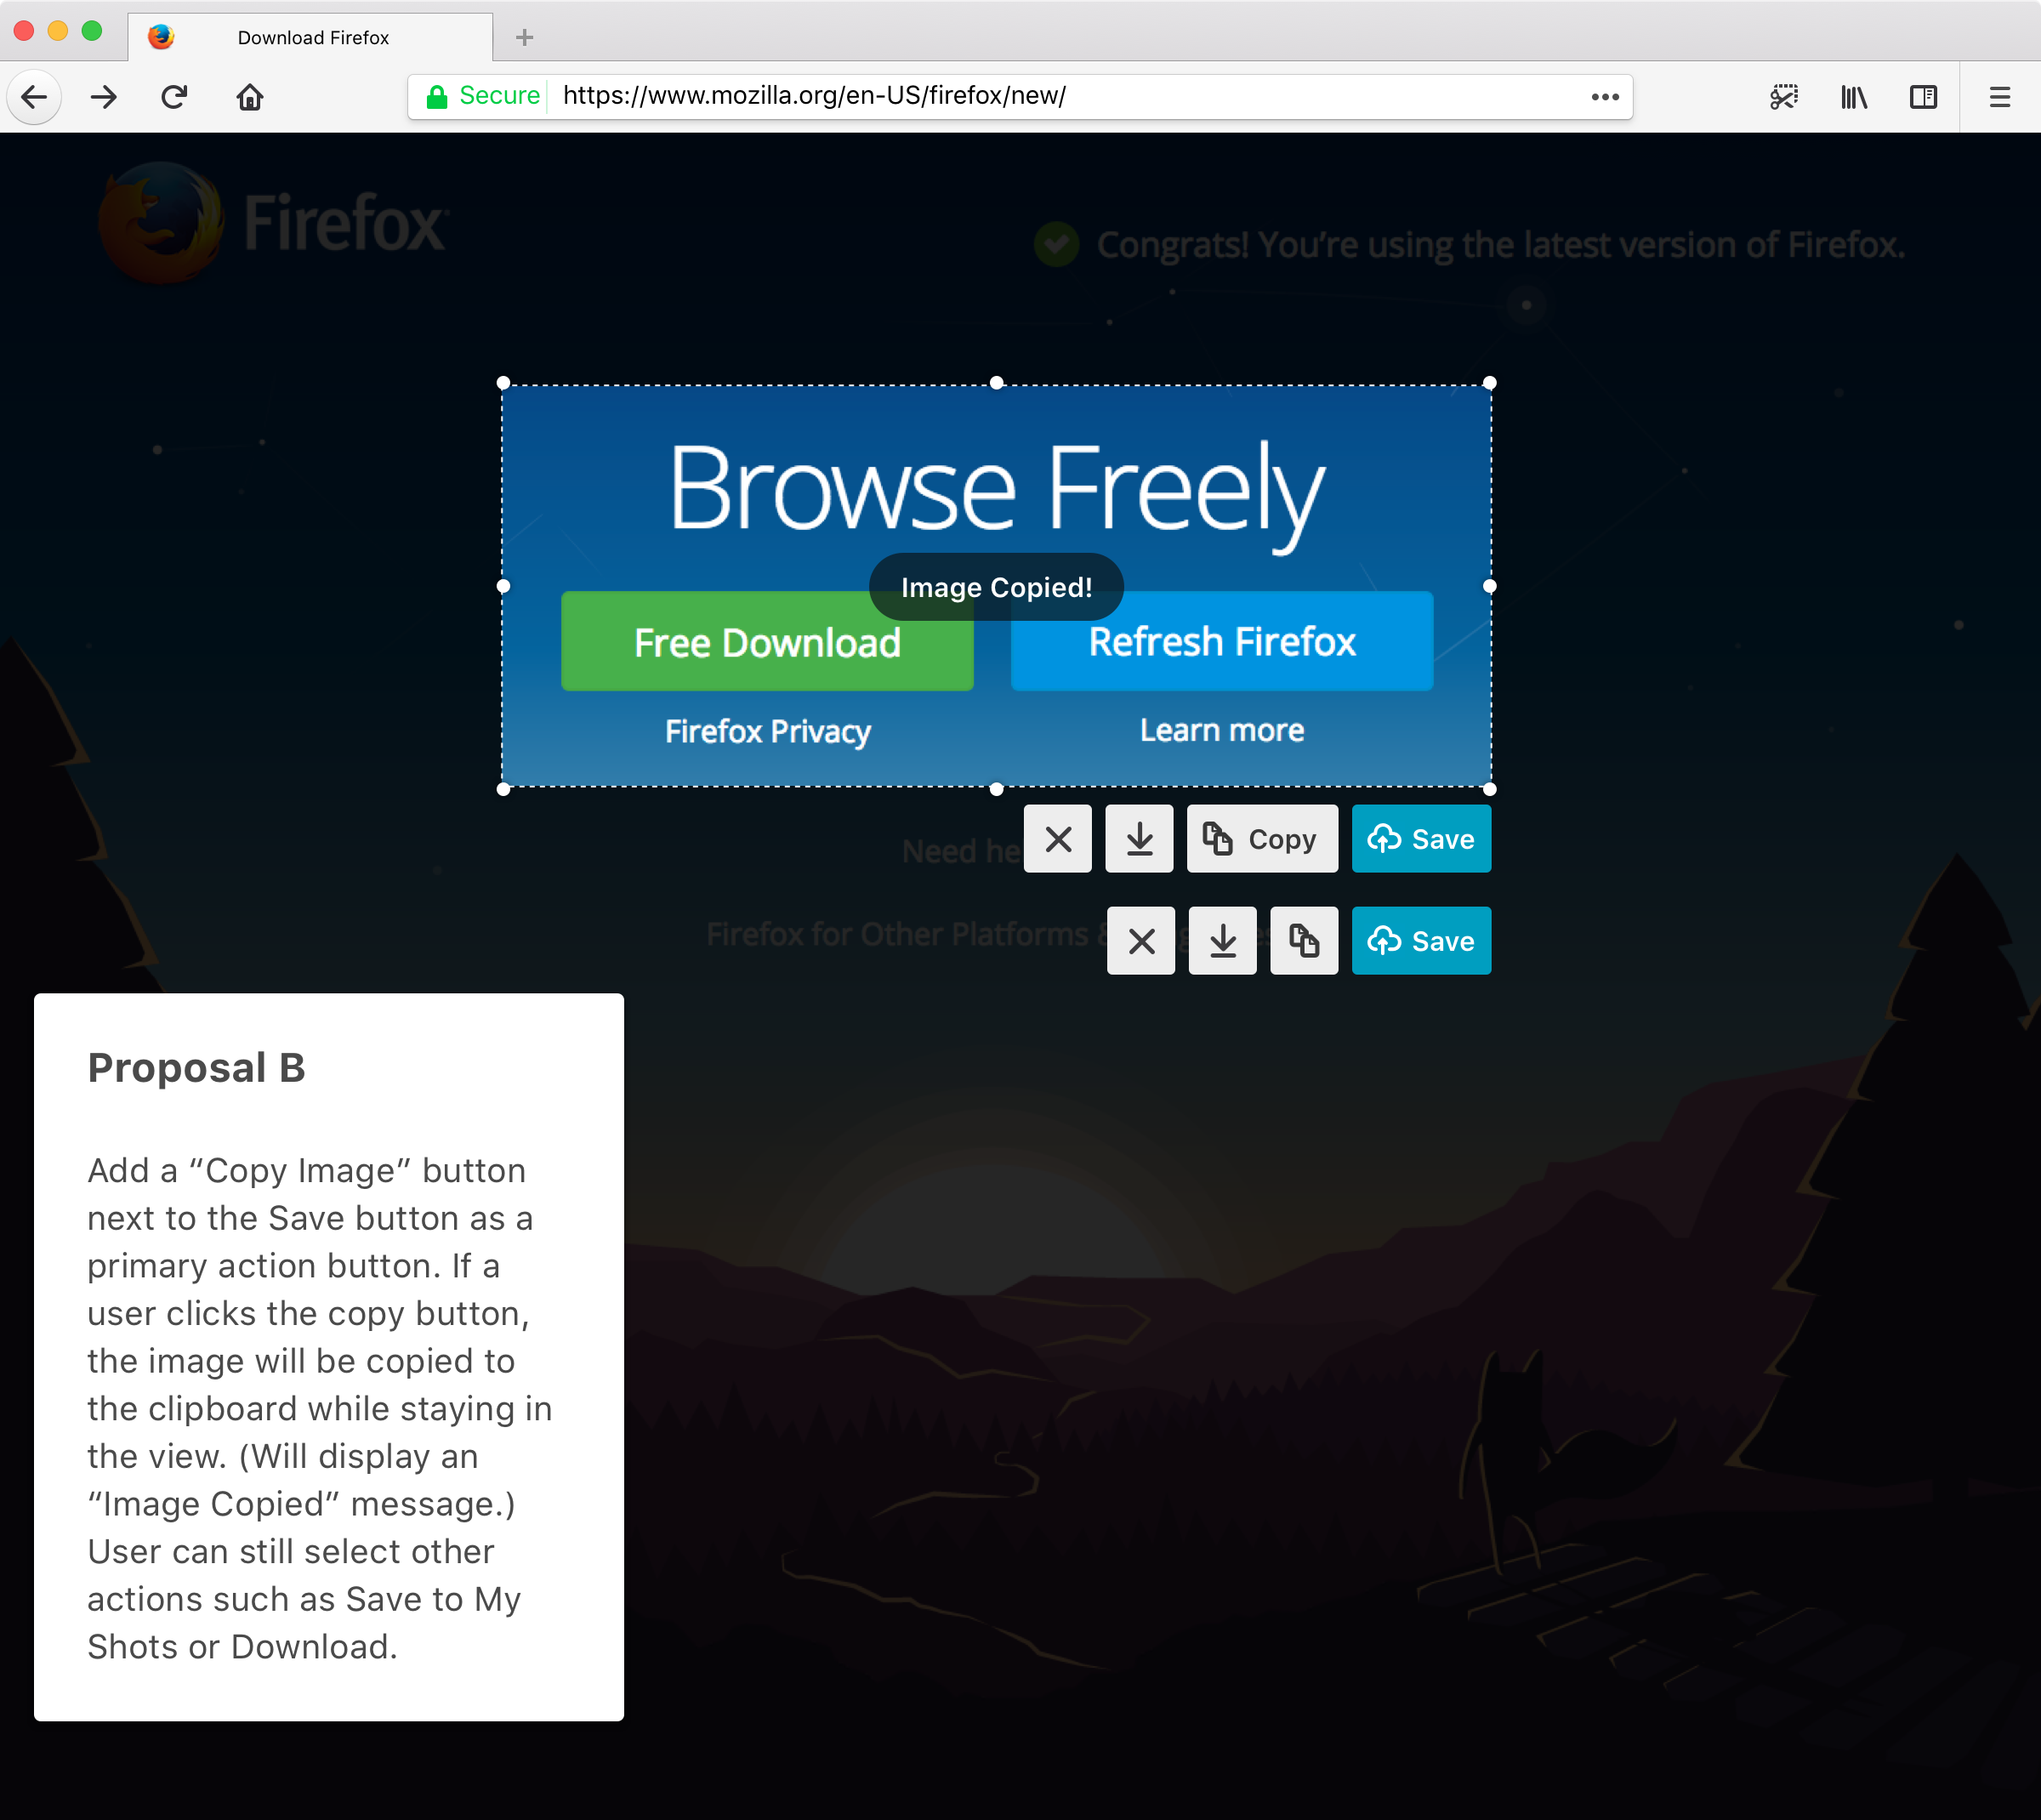 Download Firefox
Secure https://www.mozilla.org/en-US/firefox/new/
Firefox
Congrats! You're using the latest version of Firefox.
Browse Freely
Image Copied!
Free Download
Refresh Firefox
Firefox Privacy
Learn more
Need he
Copy
Save
Firefox for Other Platforms &
Save
Proposal B
Add a “Copy Image” button
next to the Save button as a
primary action button. If a
user clicks the copy button,
the image will be copied to
the clipboard while staying in
the view. (Will display an
“Image Copied” message.)
User can still select other
actions such as Save to My
Shots or Download.